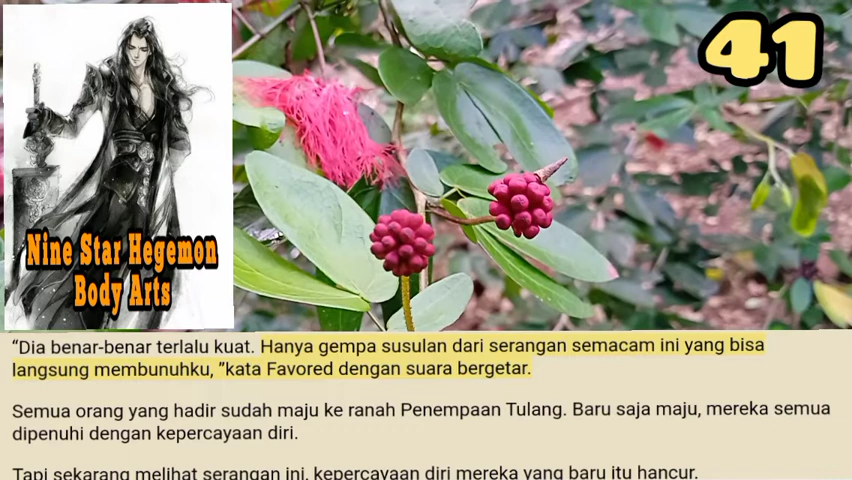 41
Nine Star Hegemon
Body Arts
“Dia benar-benar terlalu kuat. Hanya gempa susulan dari serangan semacam ini yang bisa
langsung membunuhku, ”kata Favored dengan suara bergetar.
Semua orang yang hadir sudah maju ke ranah Penempaan Tulang. Baru saja maju, mereka semua
dipenuhi dengan kepercayaan diri.
Tapi sekarang melihat serangan ini, kepercayaan diri mereka yang baru itu hancur.